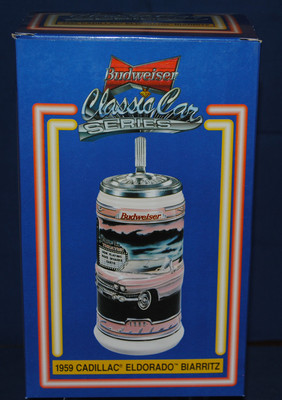 Budweiser
Classic Car
SERIES
Budweiser
1959 CADILLAC® ELDORADO™ BIARRITZ